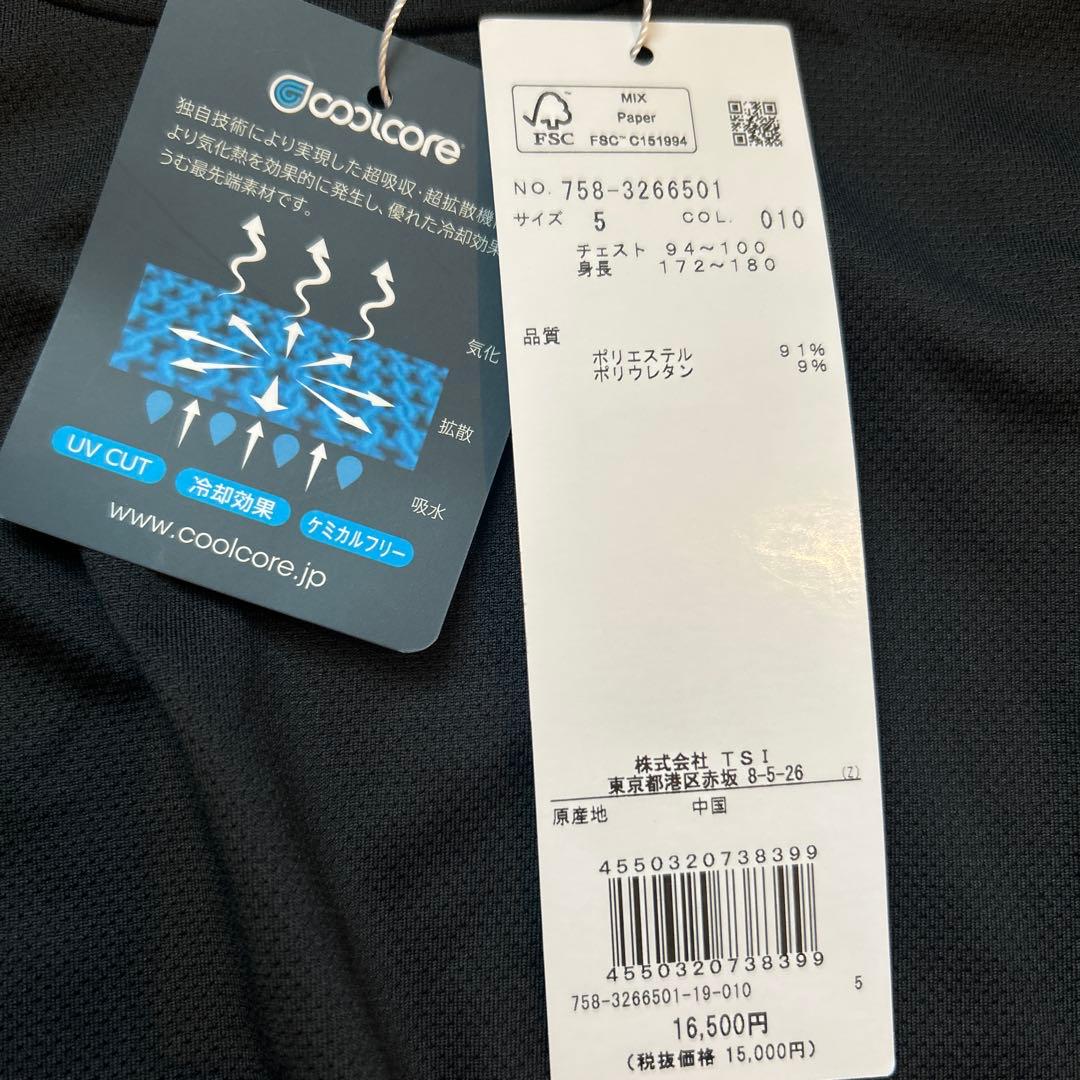 coolcore
独自技術により実現した超吸収・超拡散機
より気化熱を効果的に発生し、優れた冷却効果
うむ最先端素材です。
気化
拡散
吸水
UV CUT
冷却効果
ケミカルフリー
www.coolcore.jp
FSC
MIX
Paper
FSC™ C151994
NO. 758-3266501
サイズ 5 COL. 010
チェスト 94〜100
身長 172〜180
品質
ポリエステル 91%
ポリウレタン 9%
株式会社 TSI
東京都港区赤坂 8-5-26 (Z)
原産地 中国
4550320738399
4550320738399
758-3266501-19-010 5
16,500円
(税抜価格 15,000円)